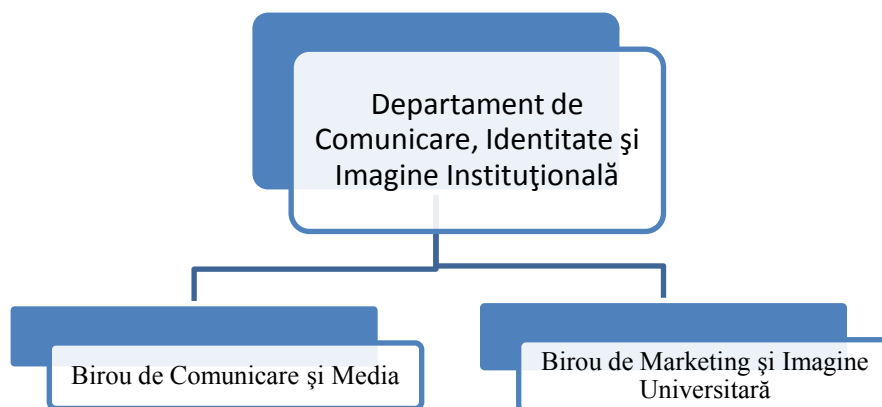 Departament de
Comunicare, Identitate şi
Imagine Instituţională
Birou de Comunicare şi Media
Birou de Marketing şi Imagine
Universitară